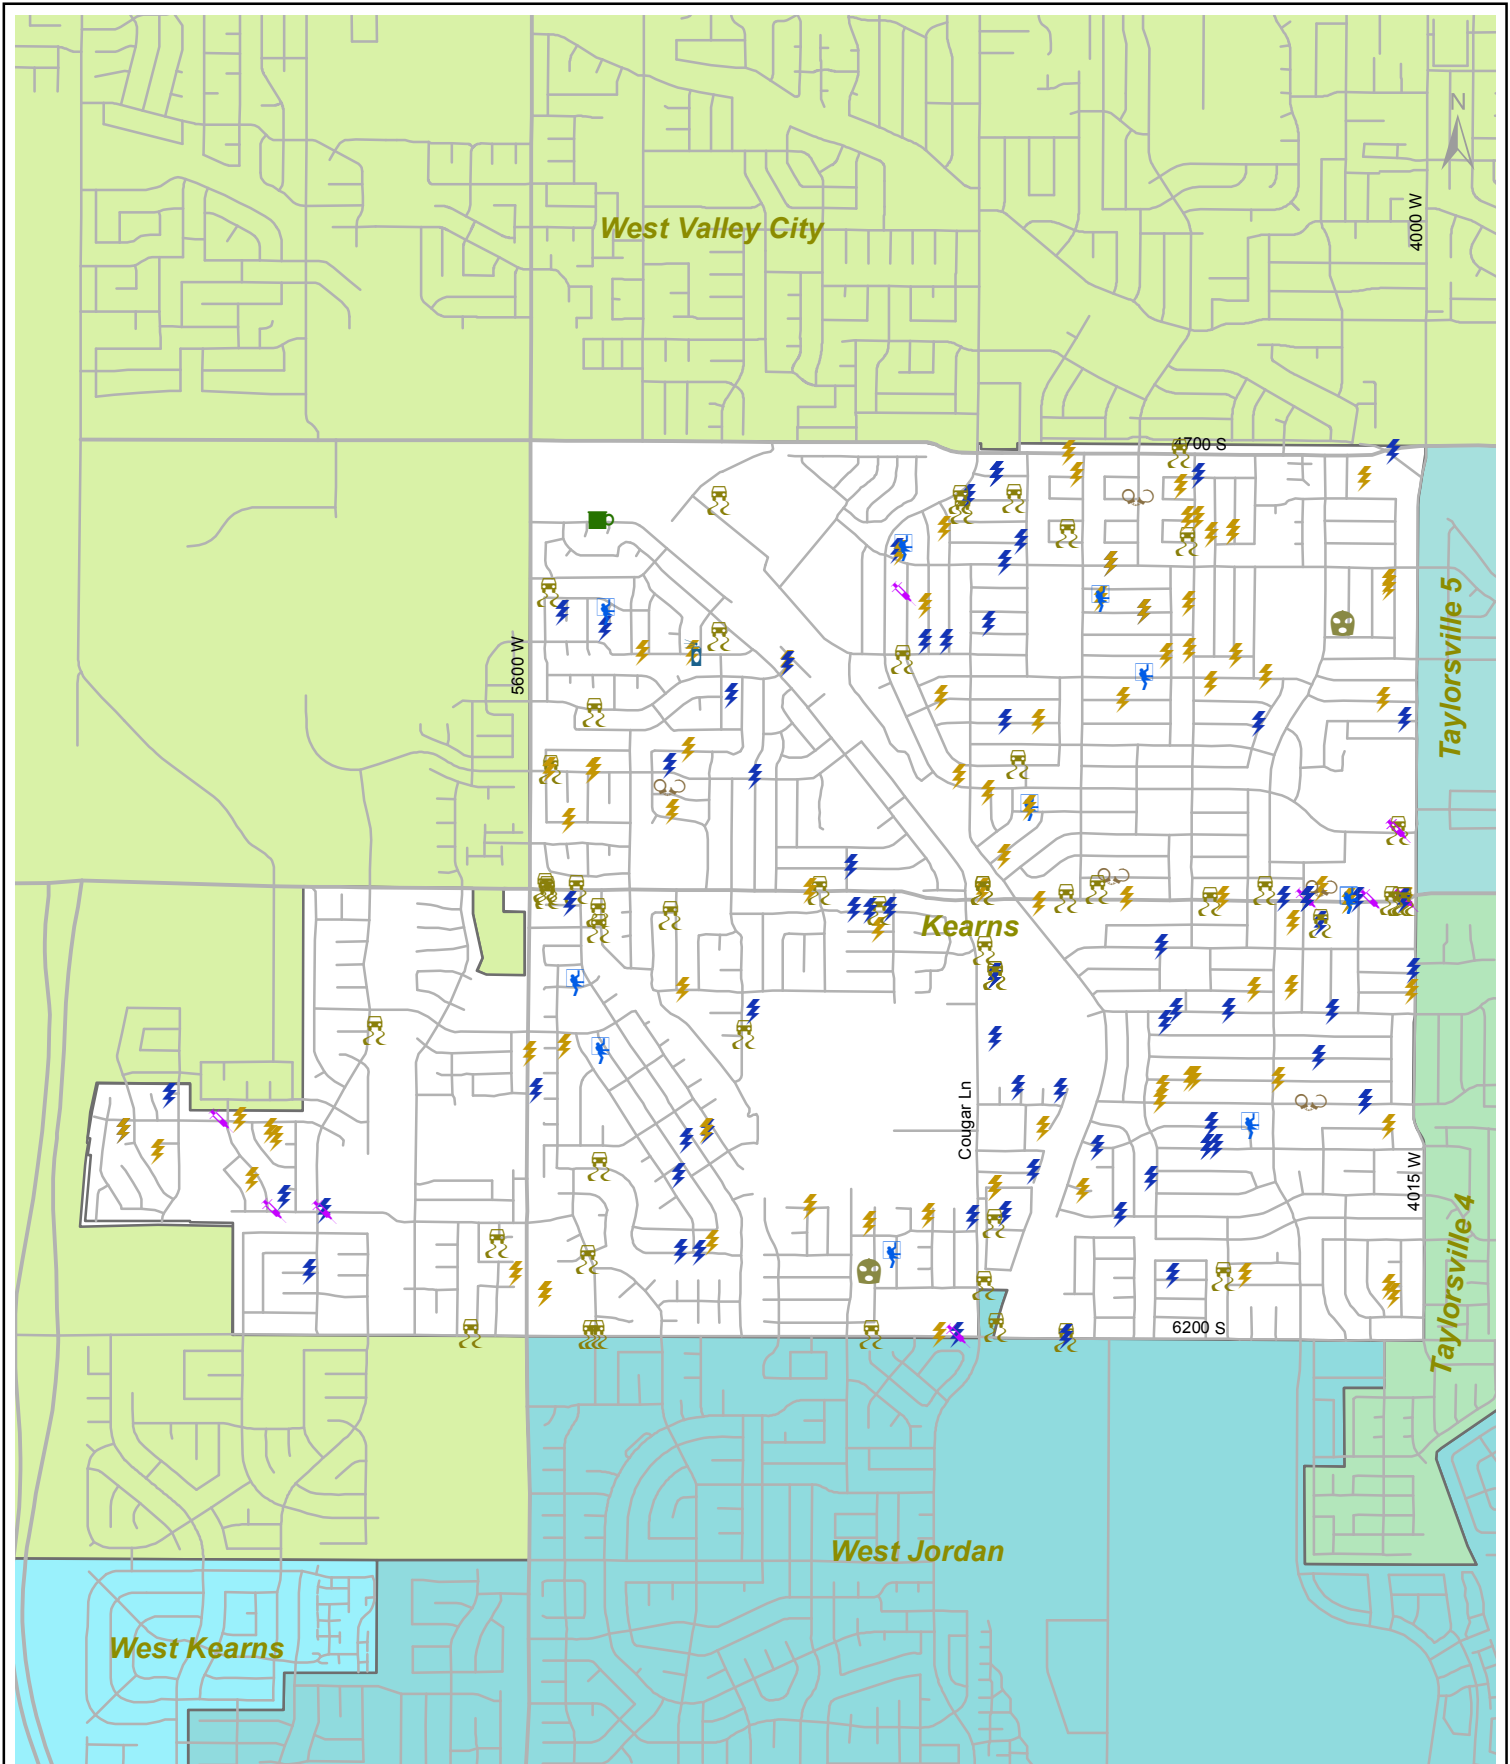 N
4000 W
West Valley City
4700 S
Taylorsville 5
5600 W
Kearns
Cougar Ln
4015 W
Taylorsville 4
6200 S
West Jordan
West Kearns